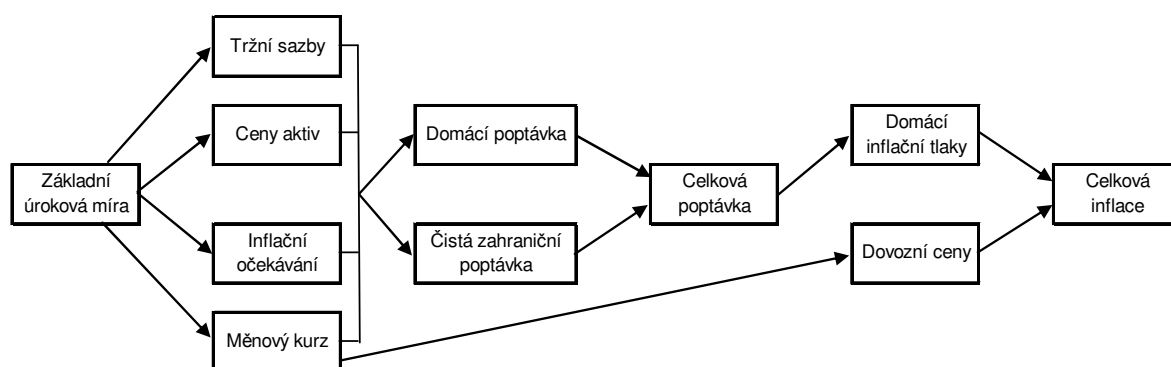 Základní
úroková míra
Tržní sazby
Ceny aktiv
Inflační
očekávání
Měnový kurz
Domácí poptávka
Čistá zahraniční
poptávka
Celková
poptávka
Domácí
inflační tlaky
Dovozní ceny
Celková
inflace